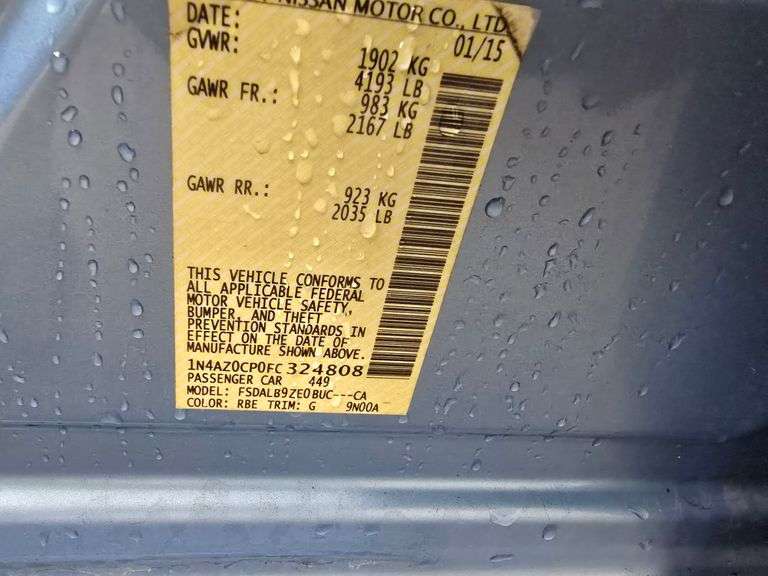 NISSAN MOTOR CO., LTD
DATE: 01/15
GVWR: 1902 KG
4193 LB
GAWR FR.: 983 KG
2167 LB
GAWR RR.: 923 KG
2035 LB
THIS VEHICLE CONFORMS TO
ALL APPLICABLE FEDERAL
MOTOR VEHICLE SAFETY,
BUMPER, AND THEFT
PREVENTION STANDARDS IN
EFFECT ON THE DATE OF
MANUFACTURE SHOWN ABOVE.
1N4AZ0CP0FC 324808
PASSENGER CAR 449
MODEL: FSDALB9ZE0BUC---CA
COLOR: RBE TRIM: G 9N00A